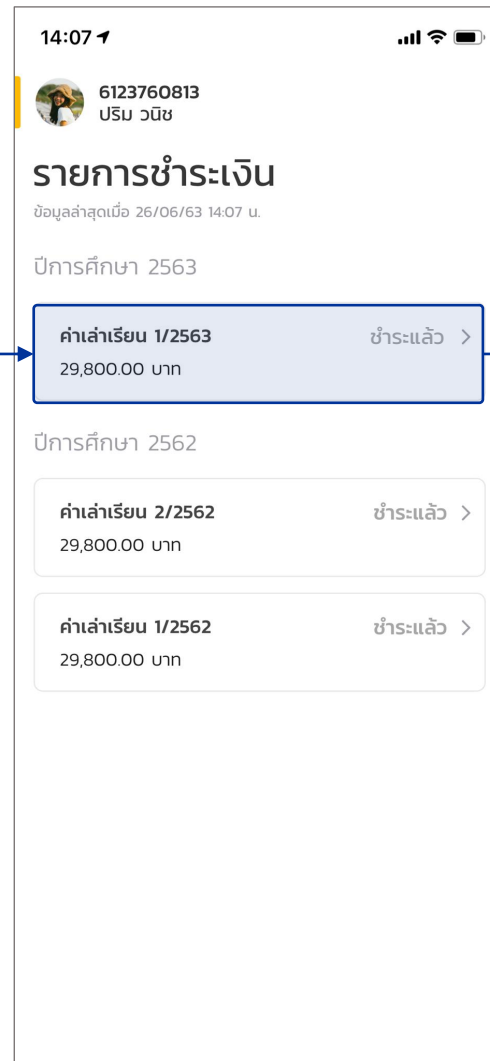 14:07
6123760813
ปริม วนิช
รายการชำระเงิน
ข้อมูลล่าสุดเมื่อ 26/06/63 14:07 น.
ปีการศึกษา 2563
ค่าเล่าเรียน 1/2563 ชำระแล้ว
29,800.00 บาท
ปีการศึกษา 2562
ค่าเล่าเรียน 2/2562 ชำระแล้ว
29,800.00 บาท
ค่าเล่าเรียน 1/2562 ชำระแล้ว
29,800.00 บาท